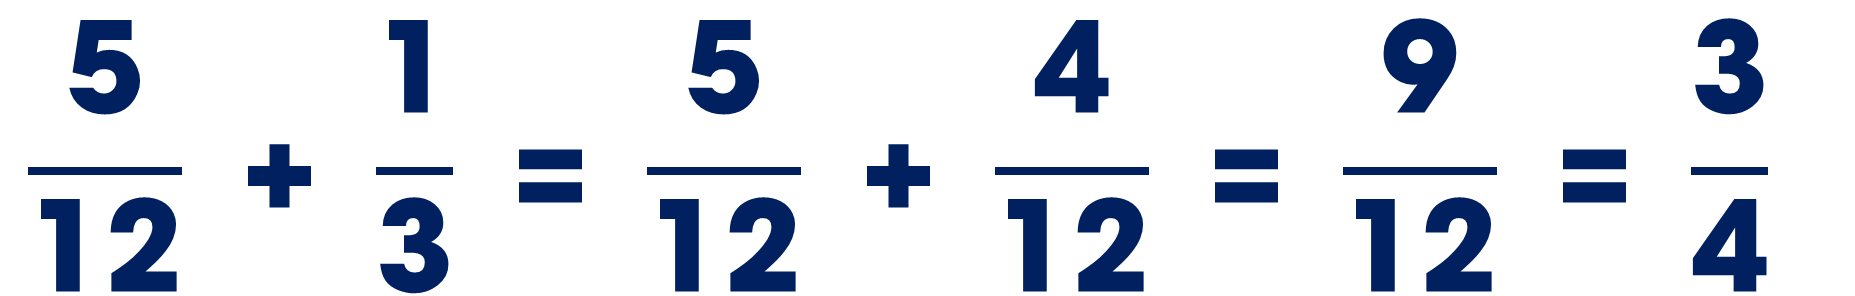 5/12 + 1/3 = 5/12 + 4/12 = 9/12 = 3/4